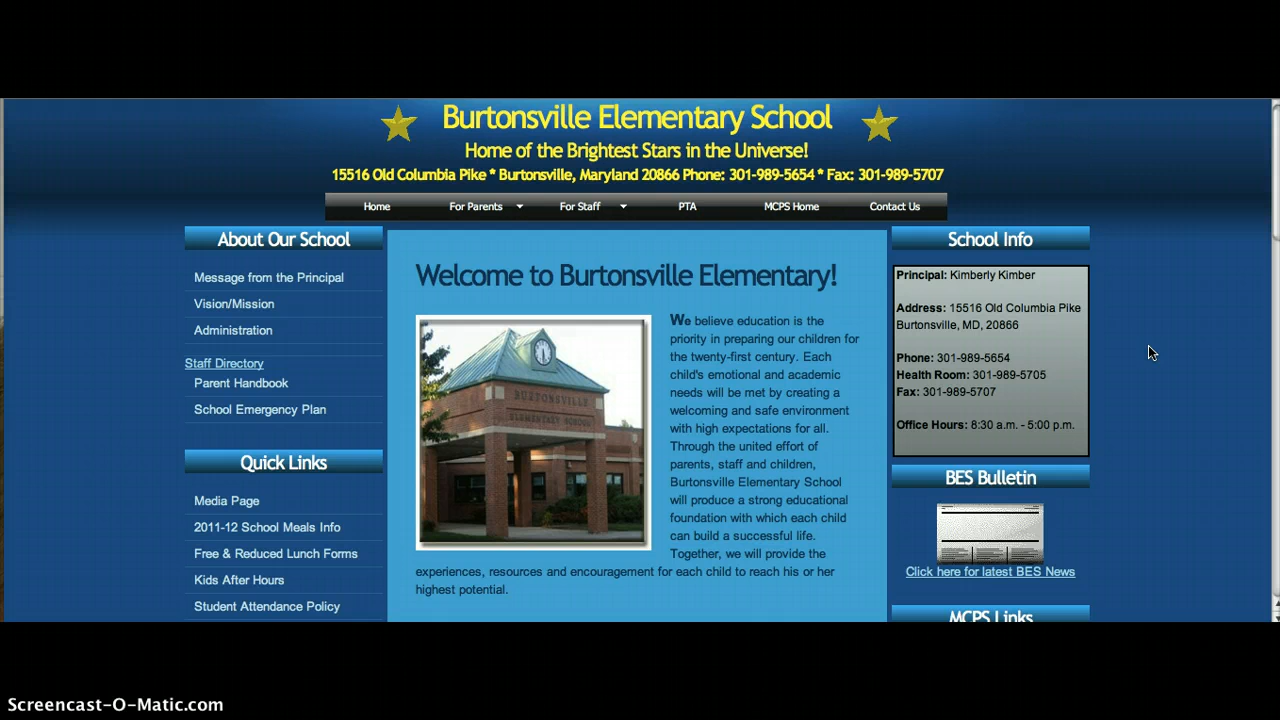 Burtonsville Elementary School
Home of the Brightest Stars in the Universe!
15516 Old Columbia Pike * Burtonsville, Maryland 20866 Phone: 301-989-5654 * Fax: 301-989-5707
Home For Parents For Staff PTA MCPS Home Contact Us
About Our School
Message from the Principal
Vision/Mission
Administration
Staff Directory
Parent Handbook
School Emergency Plan
Quick Links
Media Page
2011-12 School Meals Info
Free & Reduced Lunch Forms
Kids After Hours
Student Attendance Policy
Welcome to Burtonsville Elementary!
BURTONSVILLE
ELEMENTARY SCHOOL
We believe education is the
priority in preparing our children for
the twenty-first century. Each
child's emotional and academic
needs will be met by creating a
welcoming and safe environment
with high expectations for all.
Through the united effort of
parents, staff and children,
Burtonsville Elementary School
will produce a strong educational
foundation with which each child
can build a successful life.
Together, we will provide the
experiences, resources and encouragement for each child to reach his or her
highest potential.
School Info
Principal: Kimberly Kimber
Address: 15516 Old Columbia Pike
Burtonsville, MD, 20866
Phone: 301-989-5654
Health Room: 301-989-5705
Fax: 301-989-5707
Office Hours: 8:30 a.m. - 5:00 p.m.
BES Bulletin
Click here for latest BES News
MCPS Links
Screencast-O-Matic.com